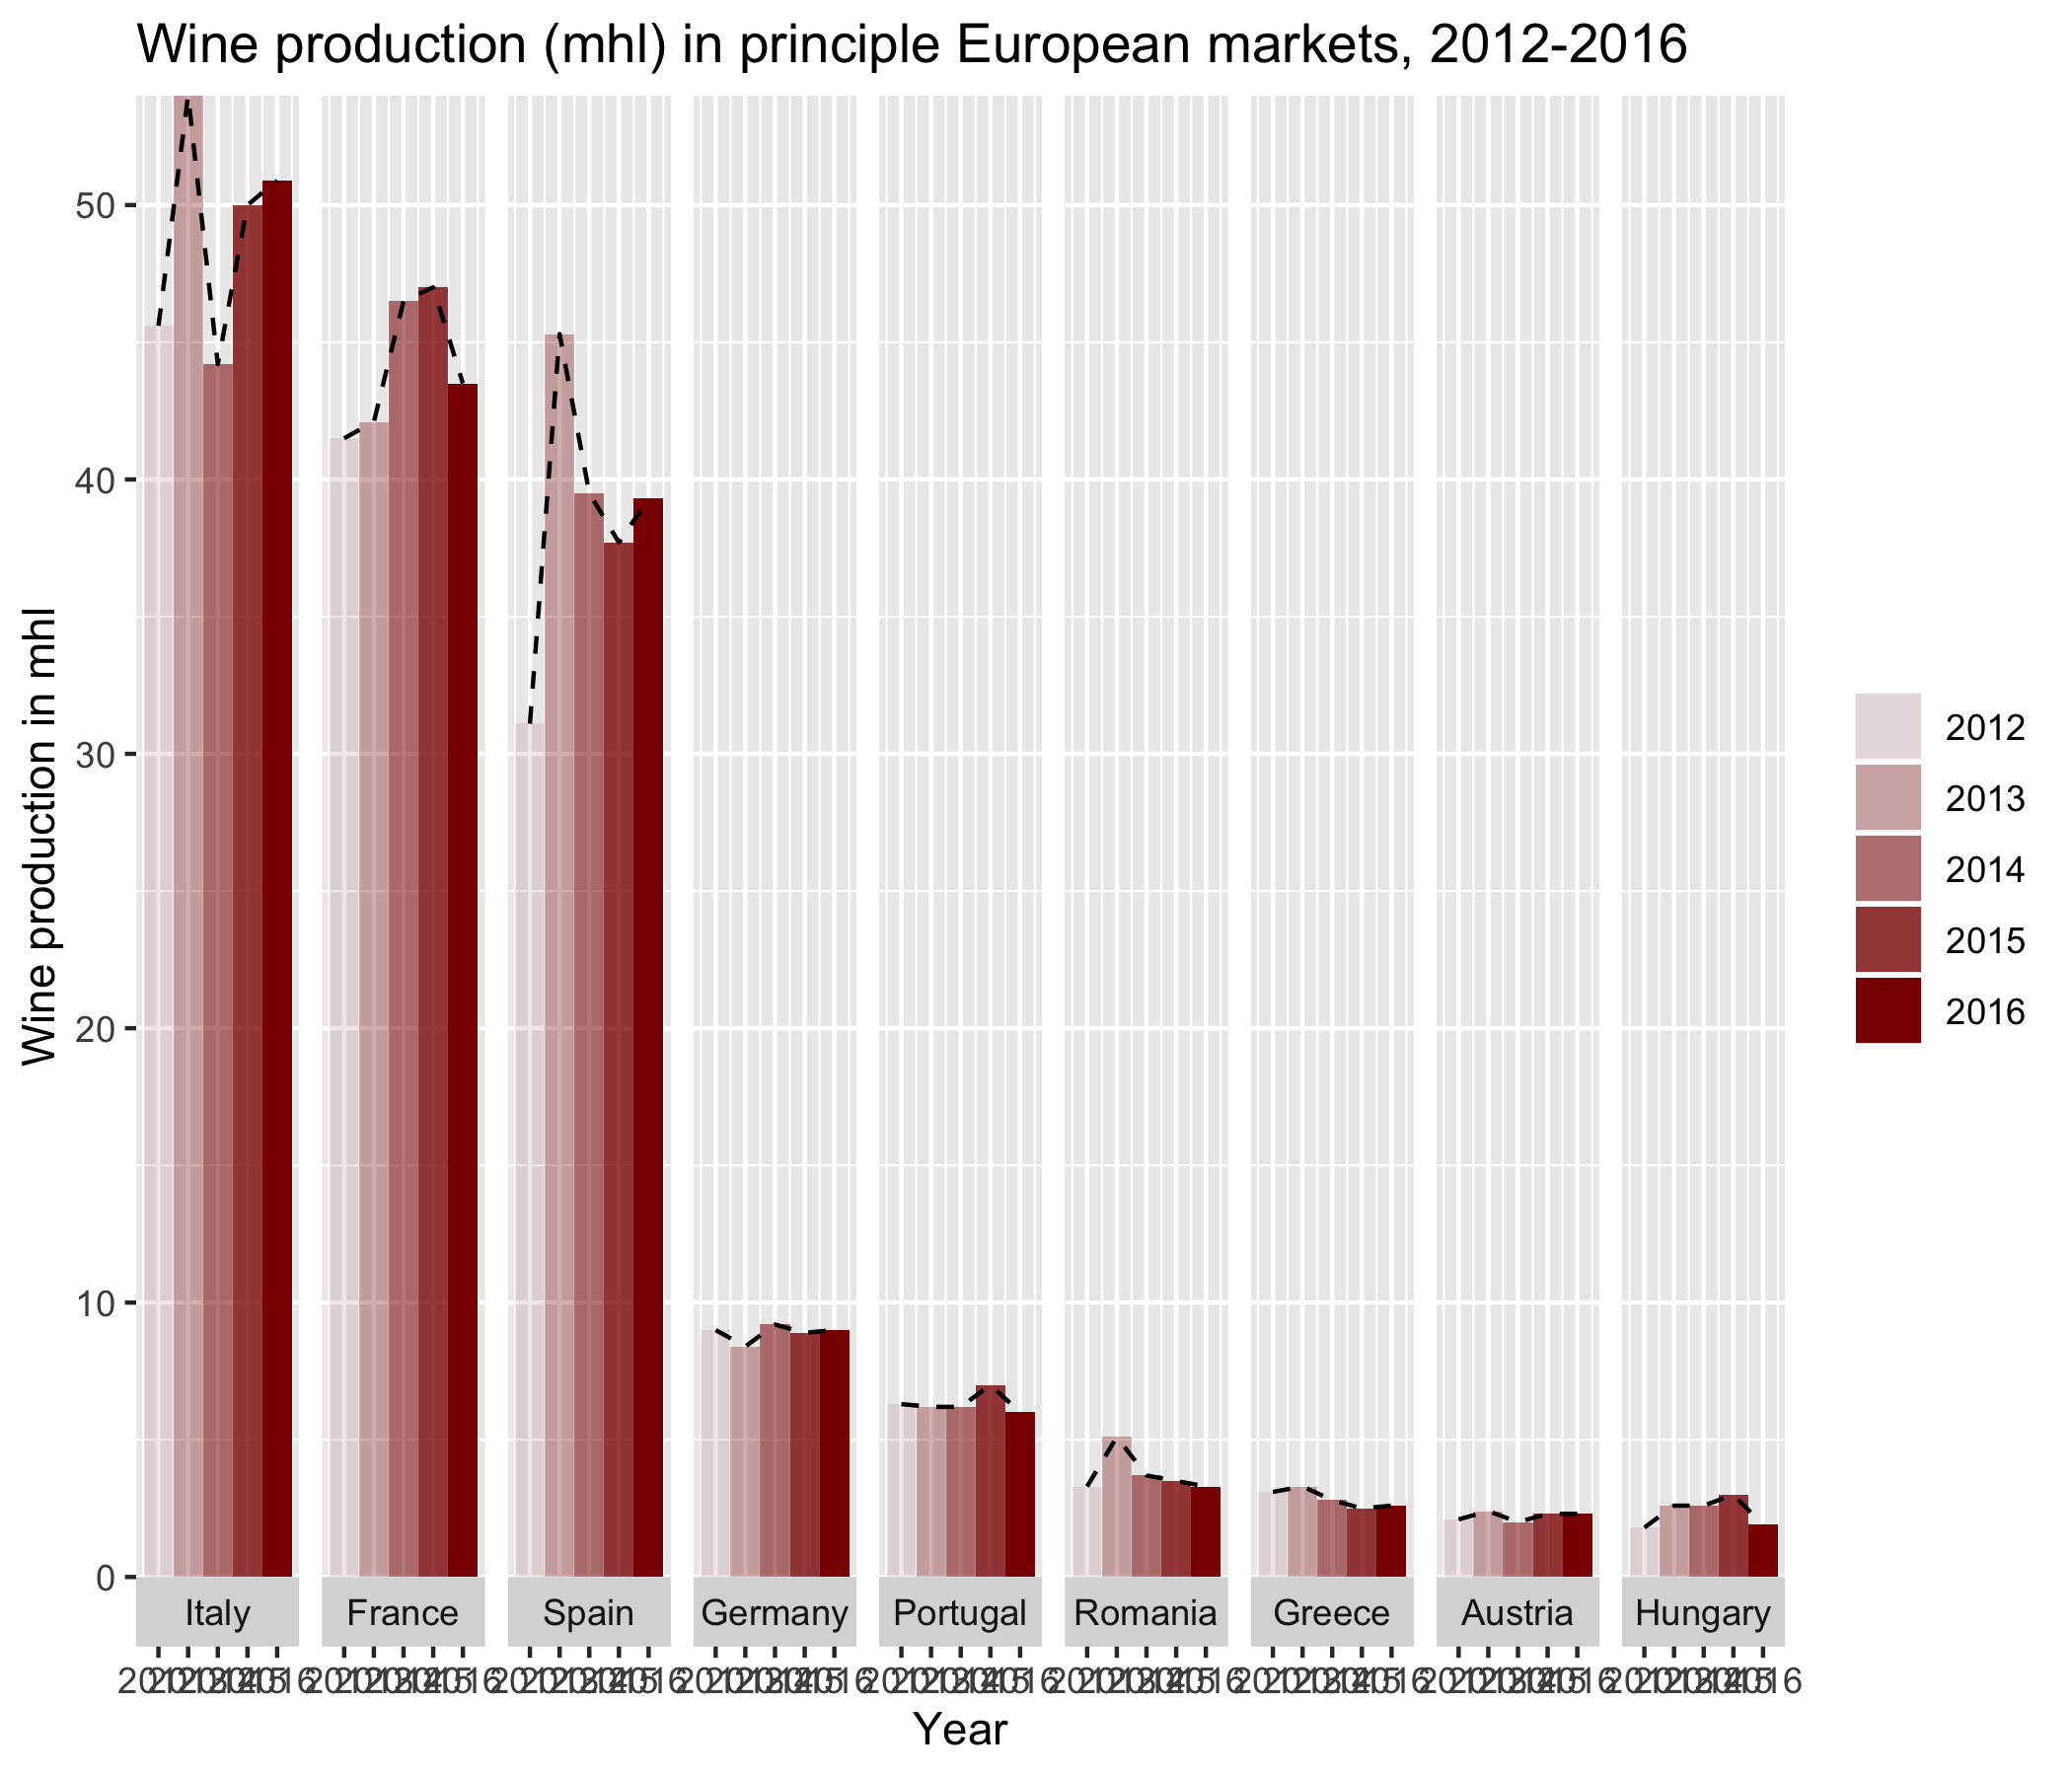 Wine production (mhl) in principle European markets, 2012-2016
Wine production in mhl
50
40
30
20
10
0
Italy France Spain Germany Portugal Romania Greece Austria Hungary
Year
2012
2013
2014
2015
2016